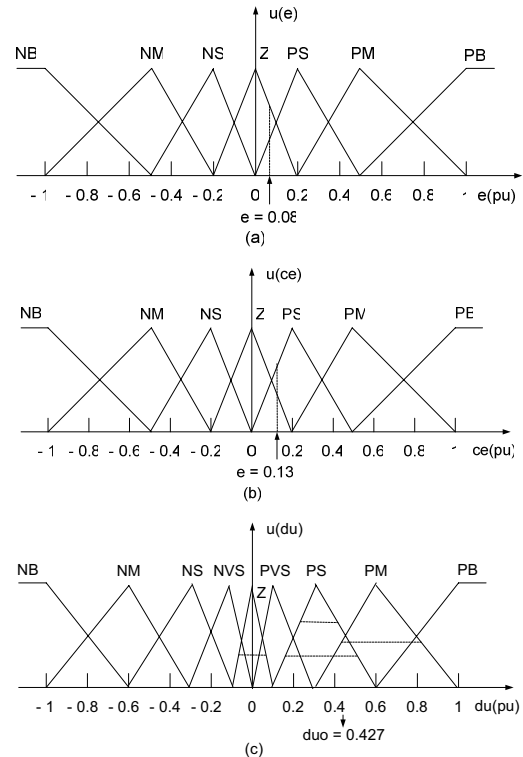 u(e)
NB NM NS Z PS PM PB
- 1 - 0.8 - 0.6 - 0.4 - 0.2 0 0.2 0.4 0.6 0.8 e(pu)
e = 0.08
(a)
u(ce)
NB NM NS Z PS PM PB
- 1 - 0.8 - 0.6 - 0.4 - 0.2 0 0.2 0.4 0.6 0.8 ce(pu)
e = 0.13
(b)
u(du)
NB NM NS NVS Z PVS PS PM PB
- 1 - 0.8 - 0.6 - 0.4 - 0.2 0 0.2 0.4 0.6 0.8 1 du(pu)
duo = 0.427
(c)